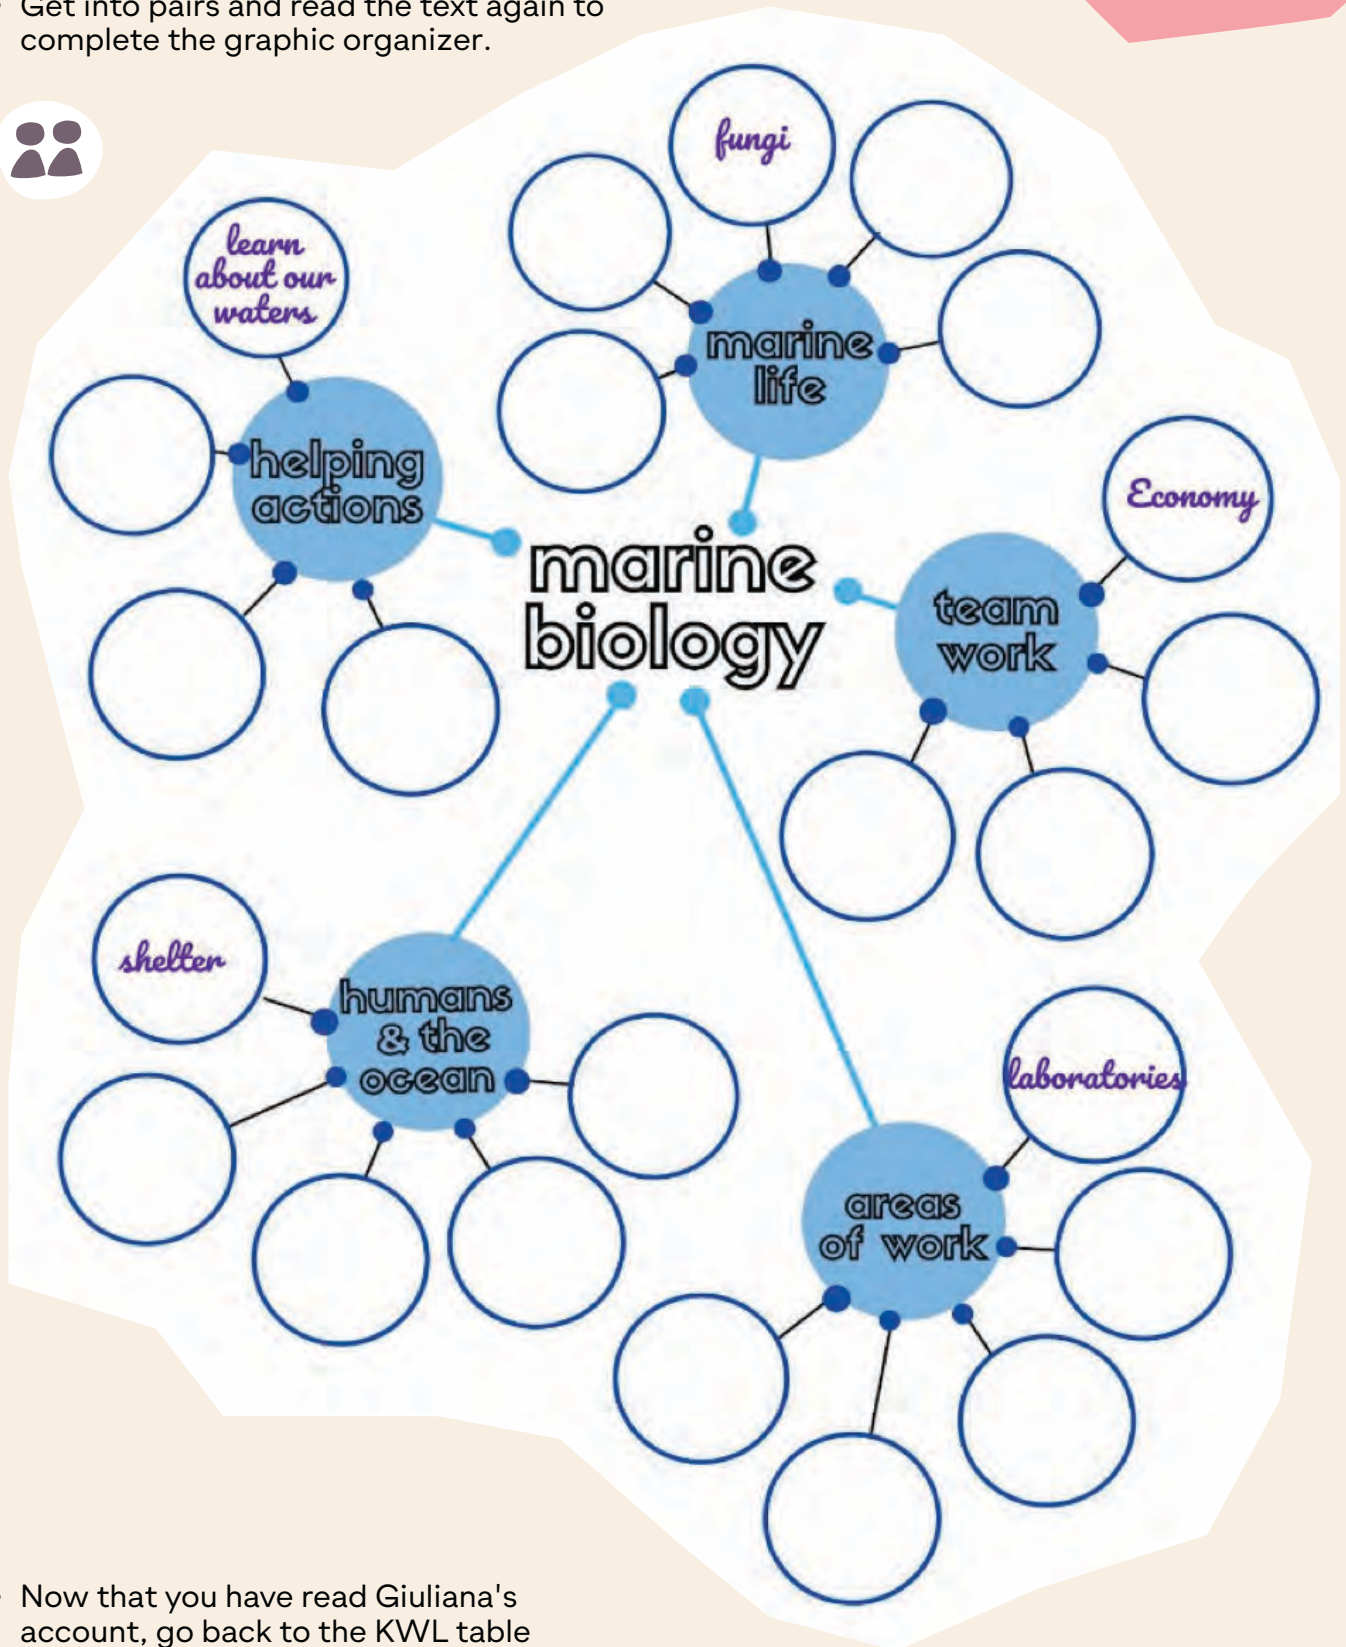 Get into pairs and read the text again to
complete the graphic organizer.
fungi
learn
about our
waters
marine
life
helping
actions
Economy
marine
biology
team
work
shelter
humans
& the
ocean
laboratories
areas
of work
Now that you have read Giuliana's
account, go back to the KWL table